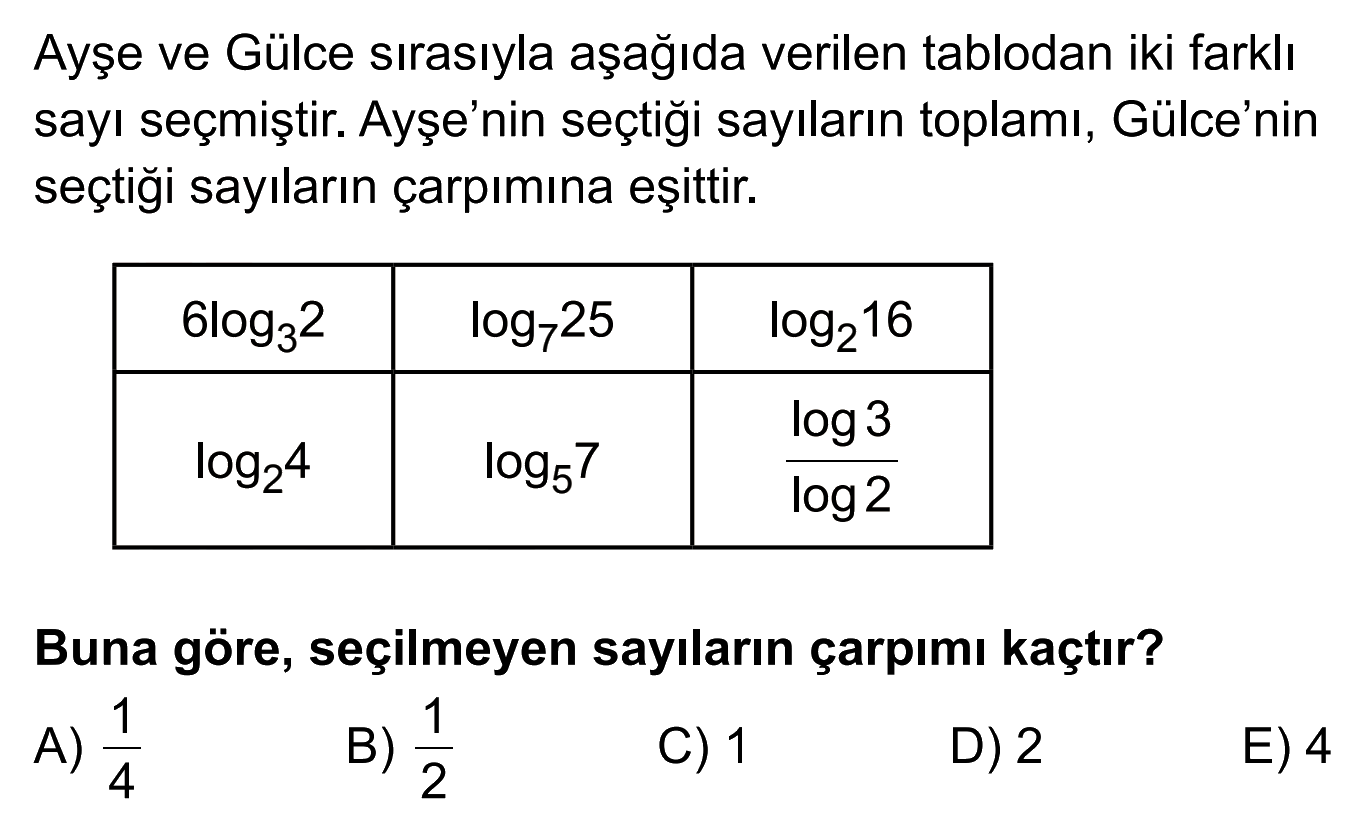 Ayşe ve Gülce sırasıyla aşağıda verilen tablodan iki farklı
sayı seçmiştir. Ayşe’nin seçtiği sayıların toplamı, Gülce’nin
seçtiği sayıların çarpımına eşittir.
6log₃2 log₇25 log₂16
log₂4 log₅7 log 3 / log 2
Buna göre, seçilmeyen sayıların çarpımı kaçtır?
A) 1/4 B) 1/2 C) 1 D) 2 E) 4